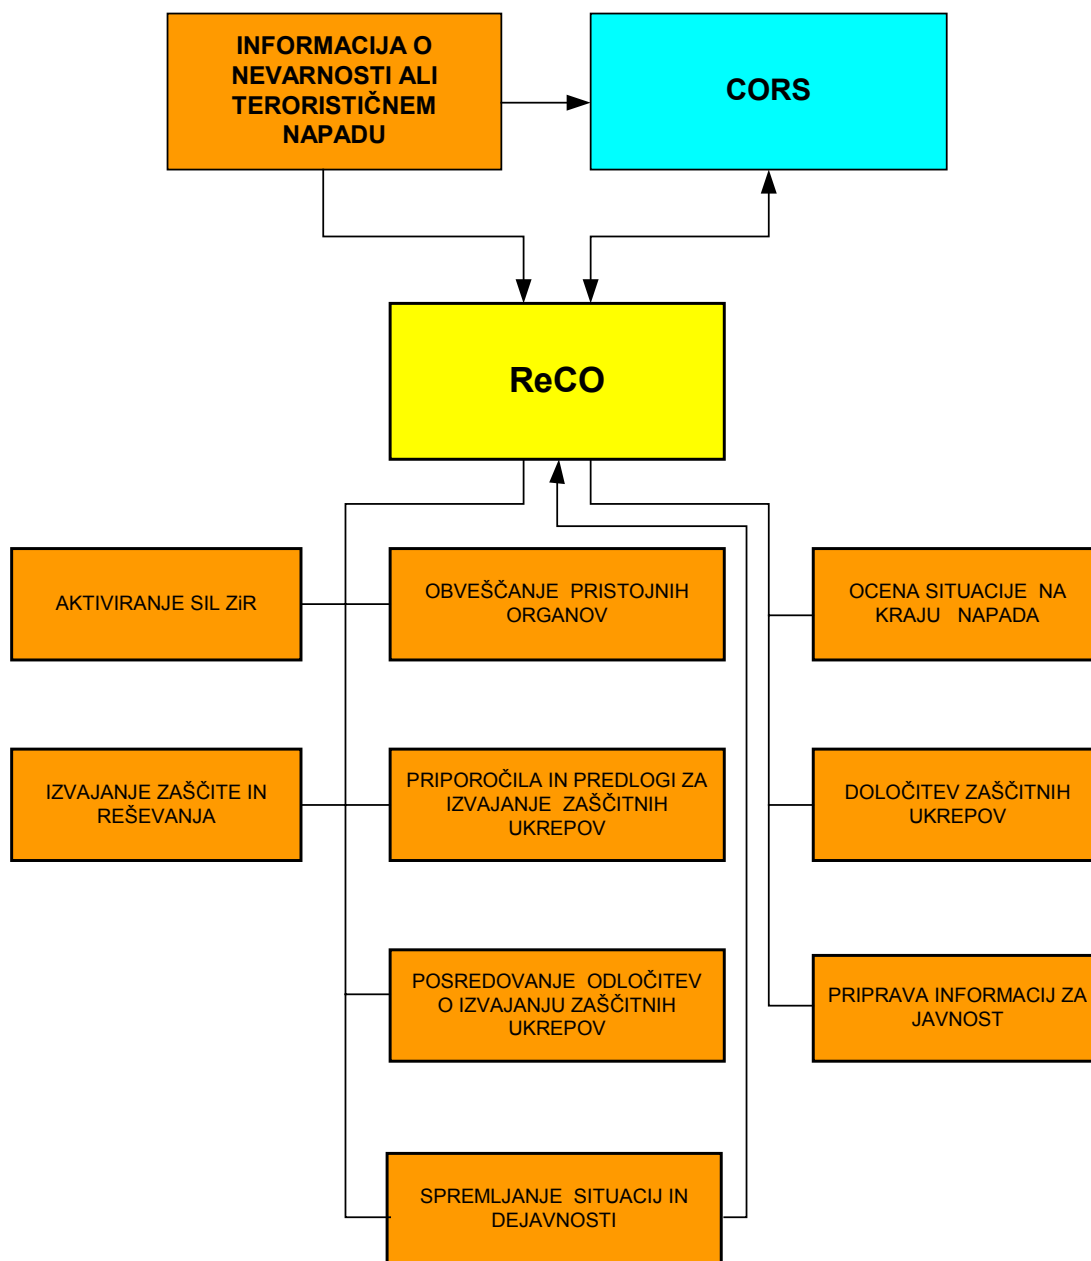 INFORMACIJA O
NEVARNOSTI ALI
TERORISTIČNEM
NAPADU
CORS
ReCO
AKTIVIRANJE SIL ZiR
OBVEŠČANJE PRISTOJNIH
ORGANOV
OCENA SITUACIJE NA
KRAJU NAPADA
IZVAJANJE ZAŠČITE IN
REŠEVANJA
PRIPOROČILA IN PREDLOGI ZA
IZVAJANJE ZAŠČITNIH
UKREPOV
DOLOČITEV ZAŠČITNIH
UKREPOV
POSREDOVANJE ODLOČITEV
O IZVAJANJU ZAŠČITNIH
UKREPOV
PRIPRAVA INFORMACIJ ZA
JAVNOST
SPREMLJANJE SITUACIJ IN
DEJAVNOSTI